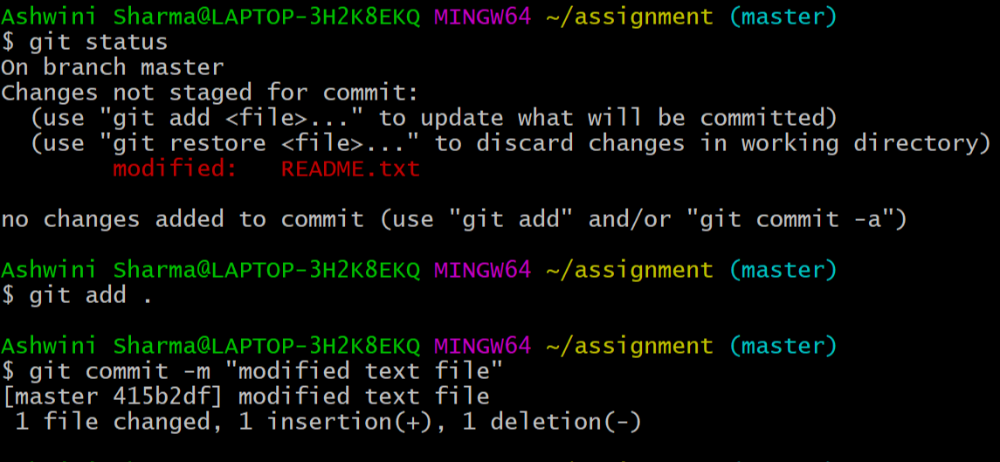 Ashwini Sharma@LAPTOP-3H2K8EKQ MINGW64 ~/assignment (master)
$ git status
On branch master
Changes not staged for commit:
  (use "git add <file>..." to update what will be committed)
  (use "git restore <file>..." to discard changes in working directory)
        modified:   README.txt

no changes added to commit (use "git add" and/or "git commit -a")

Ashwini Sharma@LAPTOP-3H2K8EKQ MINGW64 ~/assignment (master)
$ git add .

Ashwini Sharma@LAPTOP-3H2K8EKQ MINGW64 ~/assignment (master)
$ git commit -m "modified text file"
[master 415b2df] modified text file
 1 file changed, 1 insertion(+), 1 deletion(-)